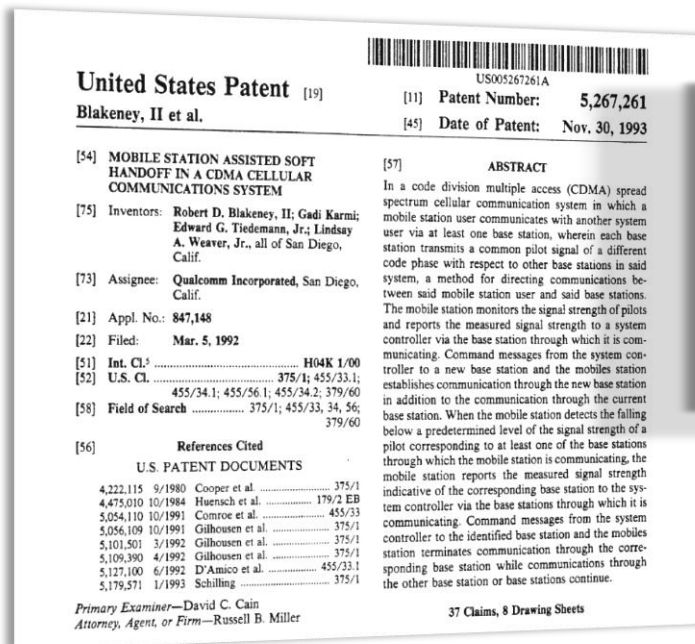 US005267261A
United States Patent [19]
Blakeney, II et al.
[11] Patent Number: 5,267,261
[45] Date of Patent: Nov. 30, 1993
[54] MOBILE STATION ASSISTED SOFT
HANDOFF IN A CDMA CELLULAR
COMMUNICATIONS SYSTEM
[75] Inventors: Robert D. Blakeney, II; Gadi Karmi;
Edward G. Tiedemann, Jr.; Lindsay
A. Weaver, Jr., all of San Diego,
Calif.
[73] Assignee: Qualcomm Incorporated, San Diego,
Calif.
[21] Appl. No.: 847,148
[22] Filed: Mar. 5, 1992
[51] Int. Cl.5 ............................................. H04K 1/00
[52] U.S. Cl. .................................... 375/1; 455/33.1;
455/34.1; 455/56.1; 455/34.2; 379/60
[58] Field of Search ................ 375/1; 455/33, 34, 56;
379/60
[56] References Cited
U.S. PATENT DOCUMENTS
4,222,115 9/1980 Cooper et al. ..................... 375/1
4,475,010 10/1984 Huensch et al. .............. 179/2 EB
5,054,110 10/1991 Comroe et al. .................. 455/33
5,056,109 10/1991 Gilhousen et al. ................ 375/1
5,101,501 3/1992 Gilhousen et al. ................ 375/1
5,109,390 4/1992 Gilhousen et al. ................ 375/1
5,127,100 6/1992 D'Amico et al. ............... 455/33.1
5,179,571 1/1993 Schilling ........................... 375/1
Primary Examiner—David C. Cain
Attorney, Agent, or Firm—Russell B. Miller
[57] ABSTRACT
In a code division multiple access (CDMA) spread
spectrum cellular communication system in which a
mobile station user communicates with another system
user via at least one base station, wherein each base
station transmits a common pilot signal of a different
code phase with respect to other base stations in said
system, a method for directing communications be-
tween said mobile station user and said base stations.
The mobile station monitors the signal strength of pilots
and reports the measured signal strength to a system
controller via the base station through which it is com-
municating. Command messages from the system con-
troller to a new base station and the mobiles station
establishes communication through the new base station
in addition to the communication through the current
base station. When the mobile station detects the falling
below a predetermined level of the signal strength of a
pilot corresponding to at least one of the base stations
through which the mobile station is communicating, the
mobile station reports the measured signal strength
indicative of the corresponding base station to the sys-
tem controller via the base stations through which it is
communicating. Command messages from the system
controller to the identified base station and the mobiles
station terminates communication through the corre-
sponding base station while communications through
the other base station or base stations continue.
37 Claims, 8 Drawing Sheets